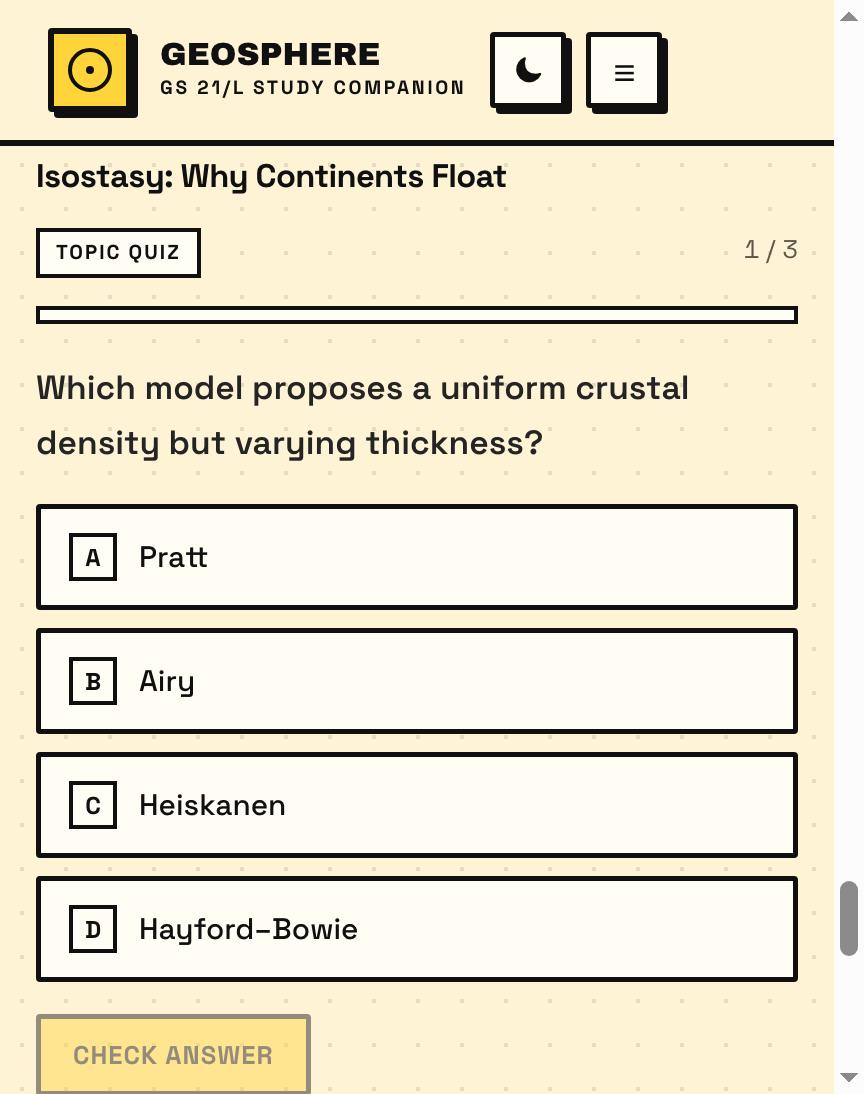 GEOSPHERE
GS 21/L STUDY COMPANION
Isostasy: Why Continents Float
TOPIC QUIZ
1 / 3
Which model proposes a uniform crustal
density but varying thickness?
A Pratt
B Airy
C Heiskanen
D Hayford–Bowie
CHECK ANSWER